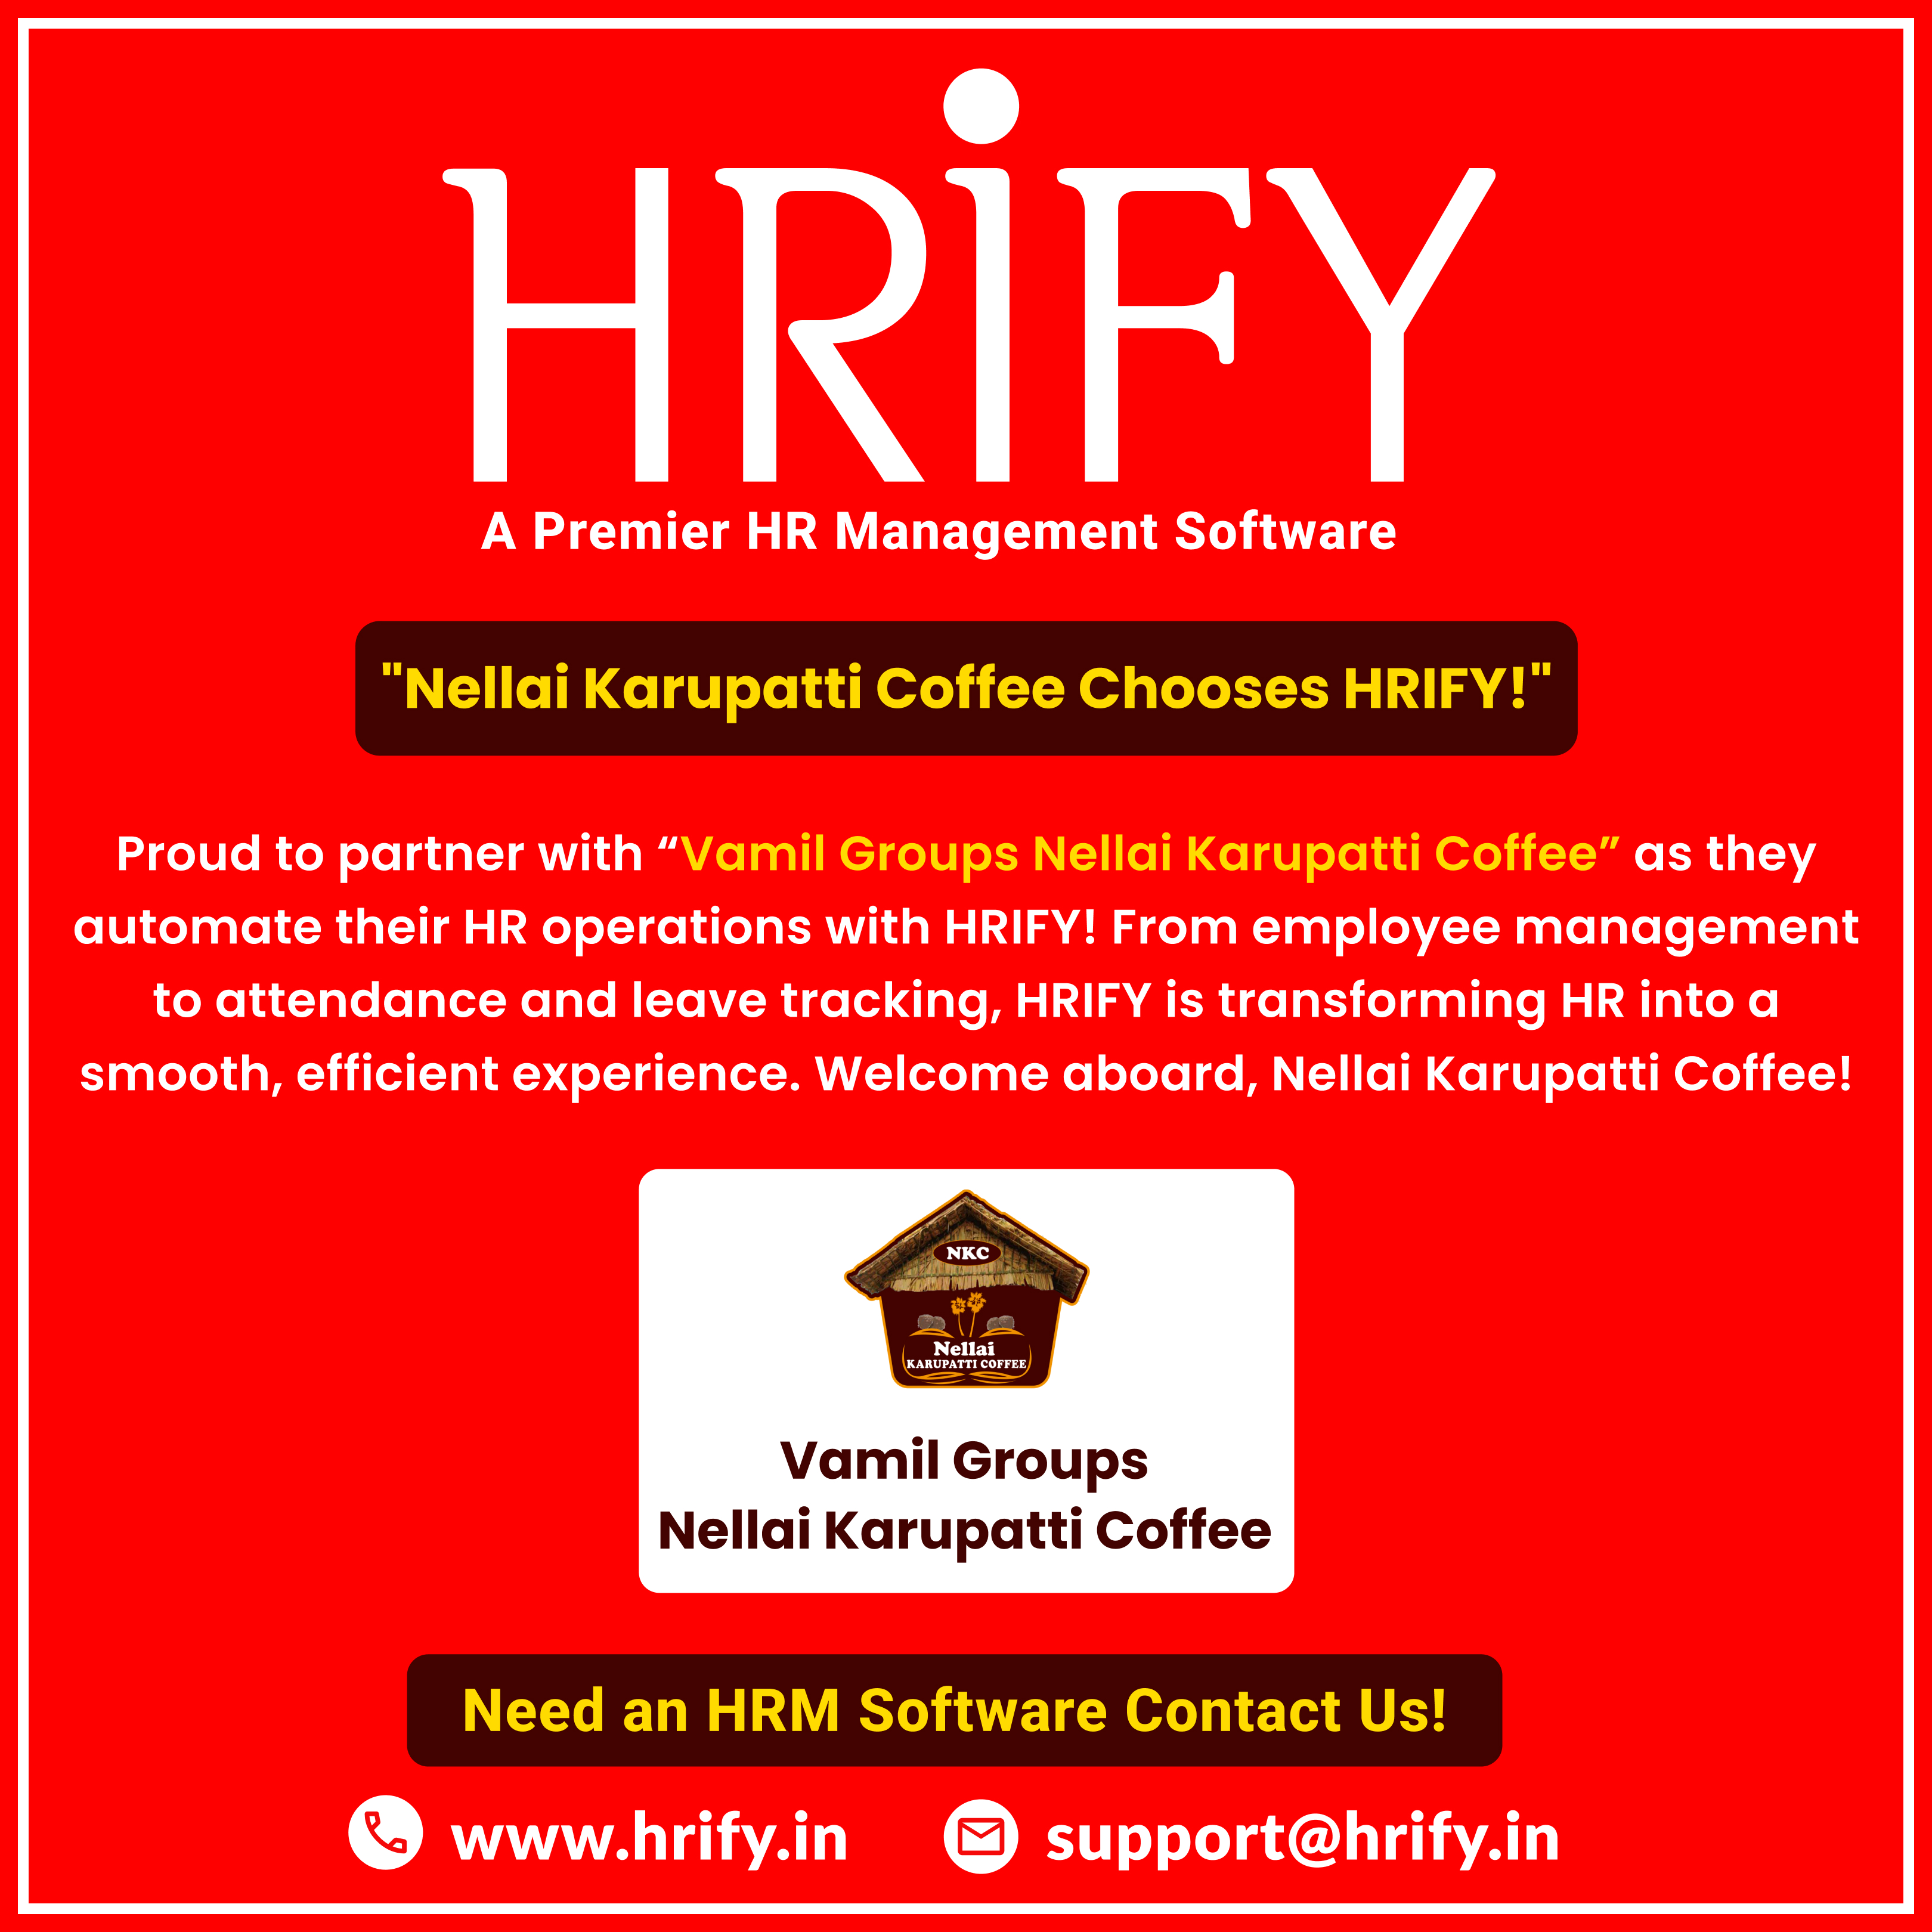 HRiFY
A Premier HR Management Software
"Nellai Karupatti Coffee Chooses HRIFY!"
Proud to partner with “Vamil Groups Nellai Karupatti Coffee” as they
automate their HR operations with HRIFY! From employee management
to attendance and leave tracking, HRIFY is transforming HR into a
smooth, efficient experience. Welcome aboard, Nellai Karupatti Coffee!
NKC
Nellai
KARUPATTI COFFEE
Vamil Groups
Nellai Karupatti Coffee
Need an HRM Software Contact Us!
www.hrify.in support@hrify.in